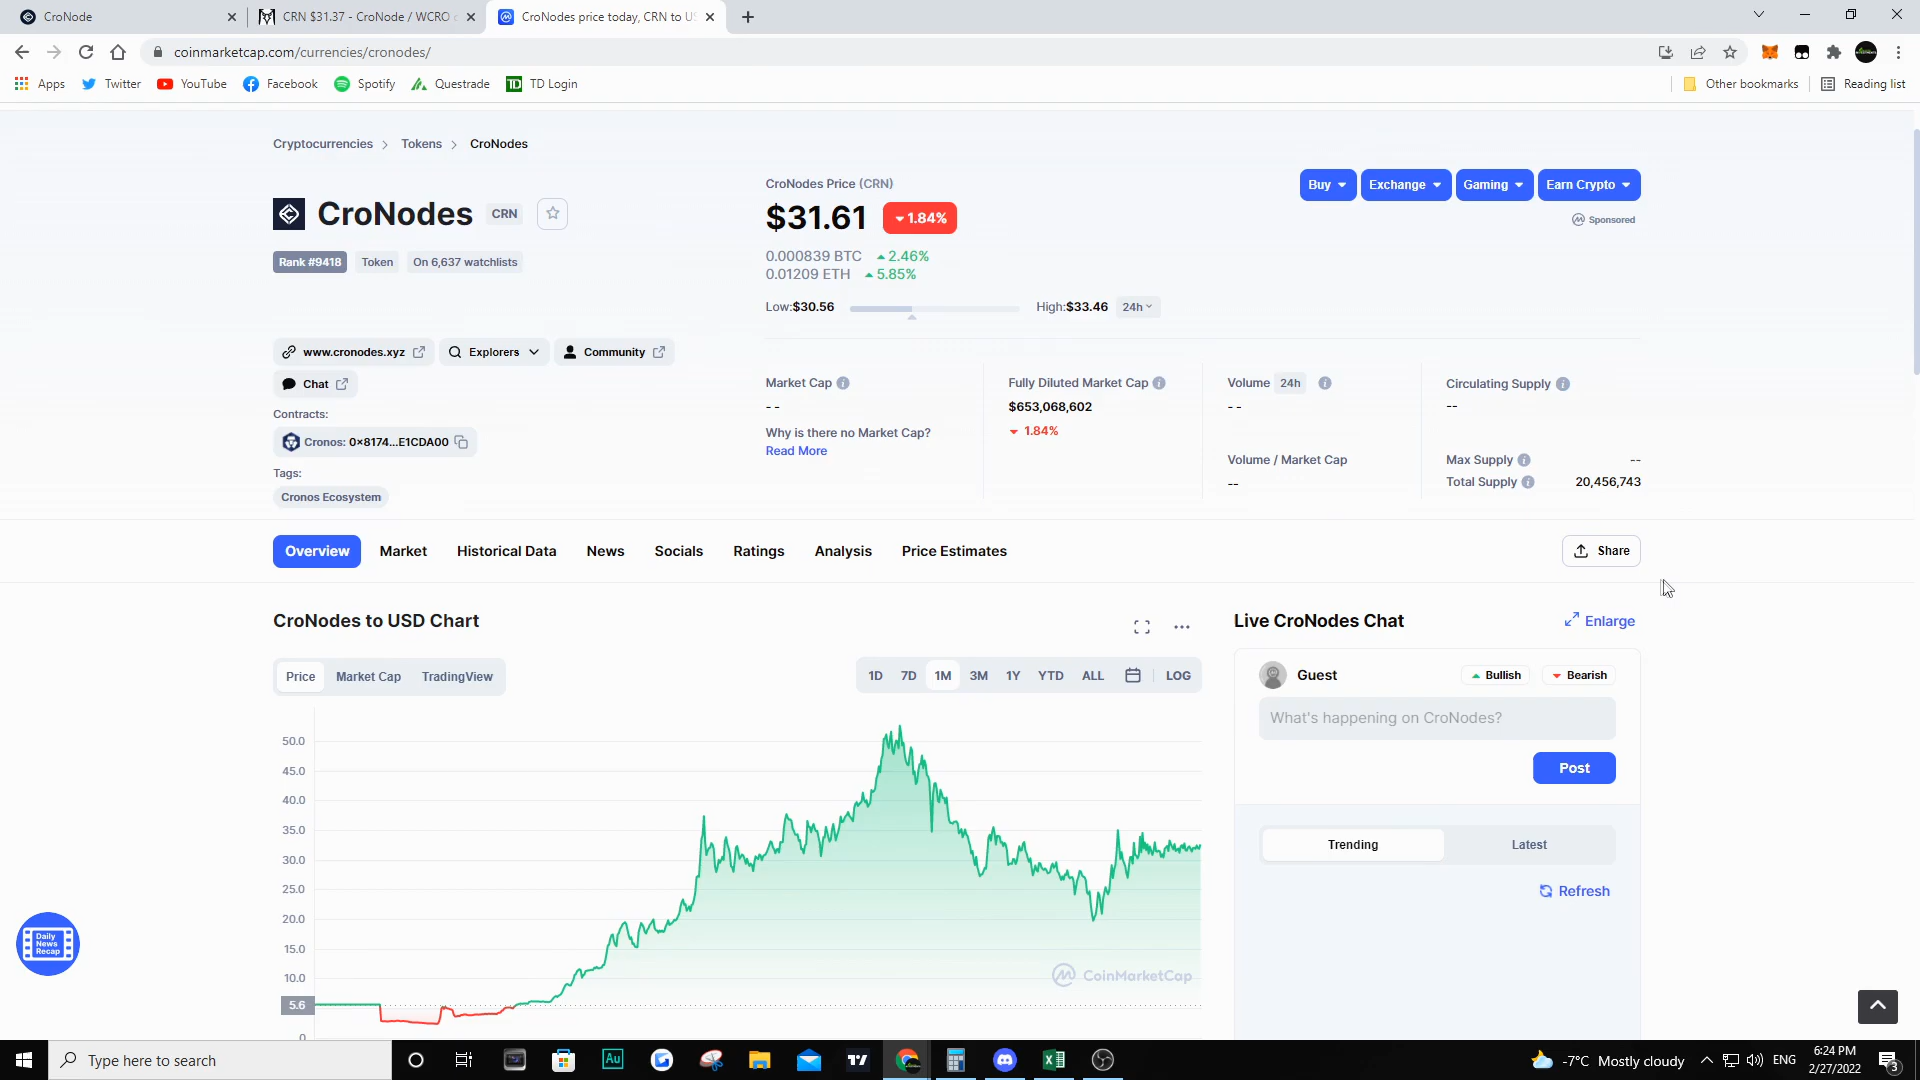 CroNode
CRN $31.37 - CroNode / WCRO
CroNodes price today, CRN to US
coinmarketcap.com/currencies/cronodes/
Apps
Twitter
YouTube
Facebook
Spotify
Questrade
TD Login
Other bookmarks
Reading list
Cryptocurrencies > Tokens > CroNodes
CroNodes CRN
Rank #9418 Token On 6,637 watchlists
www.cronodes.xyz Explorers Community
Chat
Contracts:
Cronos: 0x8174...E1CDA00
Tags:
Cronos Ecosystem
CroNodes Price (CRN)
$31.61 1.84%
0.000839 BTC 2.46%
0.01209 ETH 5.85%
Low:$30.56 High:$33.46 24h
Buy Exchange Gaming Earn Crypto
Sponsored
Market Cap
- -
Why is there no Market Cap?
Read More
Fully Diluted Market Cap
$653,068,602
1.84%
Volume 24h
- -
Volume / Market Cap
--
Circulating Supply
--
Max Supply --
Total Supply 20,456,743
Overview Market Historical Data News Socials Ratings Analysis Price Estimates Share
CroNodes to USD Chart
Price Market Cap TradingView
1D 7D 1M 3M 1Y YTD ALL LOG
50.0
45.0
40.0
35.0
30.0
25.0
20.0
15.0
10.0
5.6
0
CoinMarketCap
Live CroNodes Chat Enlarge
Guest Bullish Bearish
What's happening on CroNodes?
Post
Trending Latest
Refresh
Daily
News
Recap
Type here to search
Au
-7°C Mostly cloudy
ENG
6:24 PM
2/27/2022
3